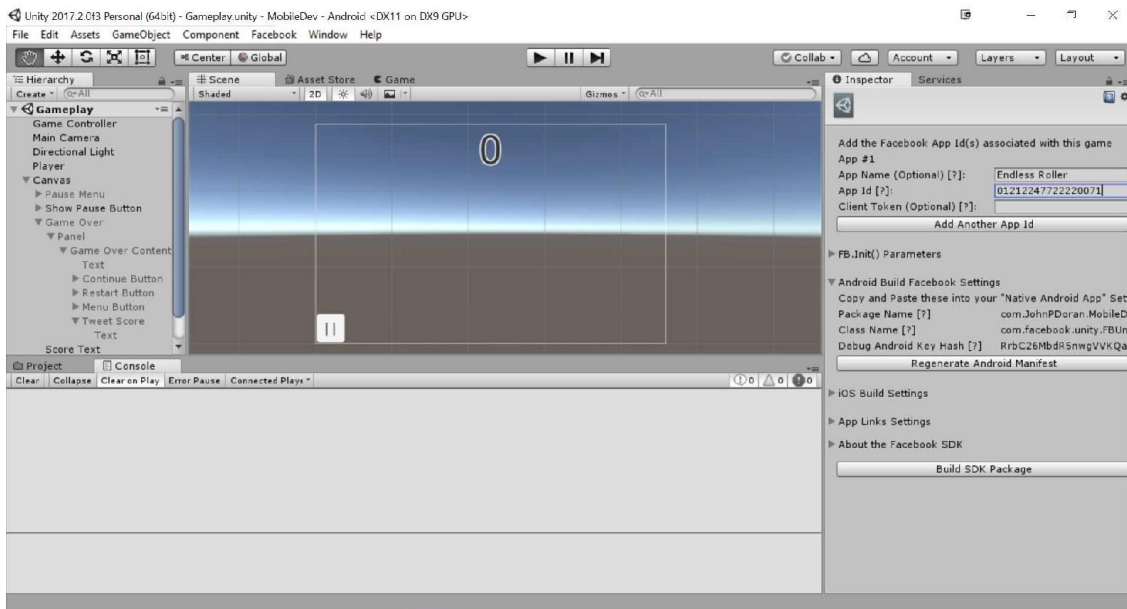 Unity 2017.2.0f3 Personal (64bit) - Gameplay.unity - MobileDev - Android <DX11 on DX9 GPU>
File Edit Assets GameObject Component Facebook Window Help
Center Global
Collab Account Layers Layout
Hierarchy
Create All
Gameplay
Game Controller
Main Camera
Directional Light
Player
Canvas
Pause Menu
Show Pause Button
Game Over
Panel
Game Over Content
Text
Continue Button
Restart Button
Menu Button
Tweet Score
Text
Score Text
Scene Asset Store Game
Shaded 2D Gizmos All
0
Project Console
Clear Collapse Clear on Play Error Pause Connected Playe
0 0 0
Inspector Services
Add the Facebook App Id(s) associated with this game
App #1
App Name (Optional) [?]: Endless Roller
App Id [?]: 01212247722220071
Client Token (Optional) [?]:
Add Another App Id
FB.Init() Parameters
Android Build Facebook Settings
Copy and Paste these into your "Native Android App" Set
Package Name [?] com.JohnPDoran.MobileD
Class Name [?] com.facebook.unity.FBUn
Debug Android Key Hash [?] RrbC26MbdR5nwgVVKQa
Regenerate Android Manifest
iOS Build Settings
App Links Settings
About the Facebook SDK
Build SDK Package